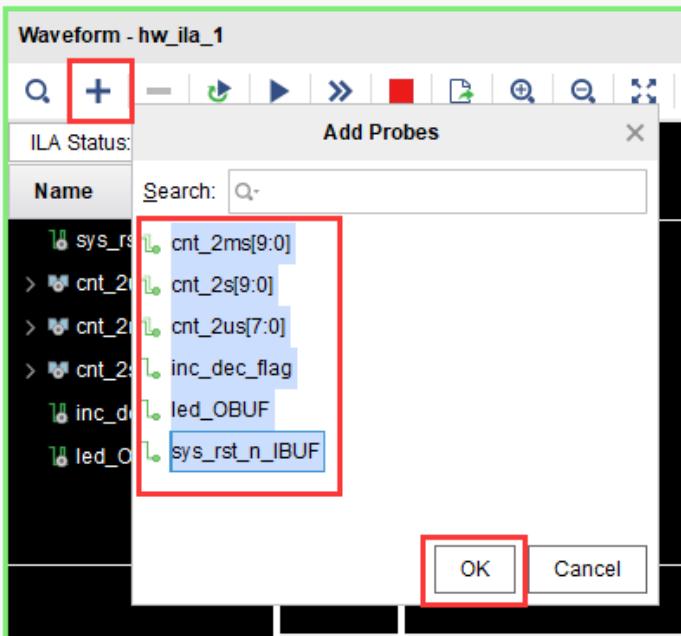 Waveform - hw_ila_1
ILA Status:
Add Probes
Name
Search:
sys_rs
cnt_2ms[9:0]
cnt_2s[9:0]
cnt_2us[7:0]
inc_dec_flag
led_OBUF
sys_rst_n_IBUF
cnt_2
cnt_2
cnt_2
inc_d
led_O
OK
Cancel